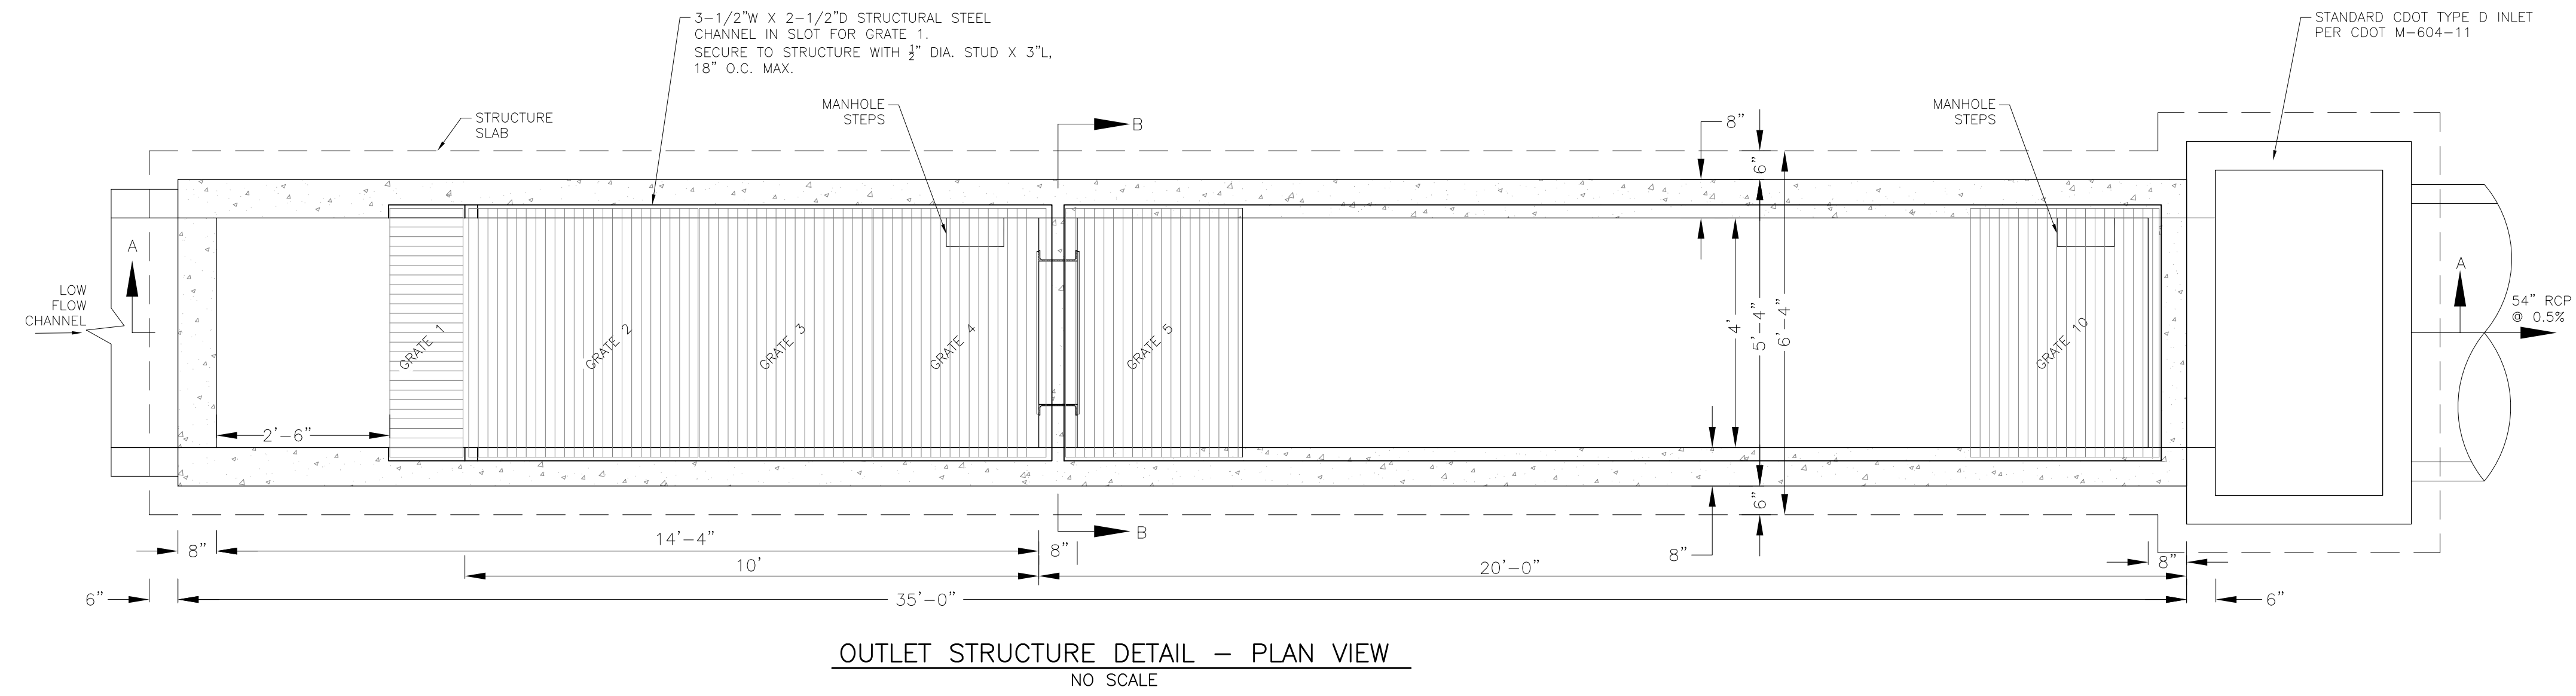 3-1/2"W X 2-1/2"D STRUCTURAL STEEL
CHANNEL IN SLOT FOR GRATE 1.
SECURE TO STRUCTURE WITH ½" DIA. STUD X 3"L,
18" O.C. MAX.
STANDARD CDOT TYPE D INLET
PER CDOT M-604-11
STRUCTURE
SLAB
MANHOLE
STEPS
B
8"
MANHOLE
STEPS
6"
A
LOW
FLOW
CHANNEL
GRATE 1
GRATE 2
GRATE 3
GRATE 4
GRATE 5
4'
5'-4"
6'-4"
GRATE 10
A
54" RCP
@ 0.5%
2'-6"
6"
B
8"
14'-4"
8"
8"
10'
20'-0"
8"
6"
35'-0"
6"
OUTLET STRUCTURE DETAIL - PLAN VIEW
NO SCALE